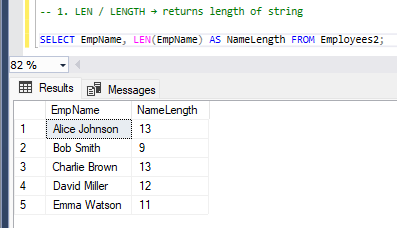 -- 1. LEN / LENGTH → returns length of string
SELECT EmpName, LEN(EmpName) AS NameLength FROM Employees2;
82 %
Results Messages
EmpName NameLength
1 Alice Johnson 13
2 Bob Smith 9
3 Charlie Brown 13
4 David Miller 12
5 Emma Watson 11